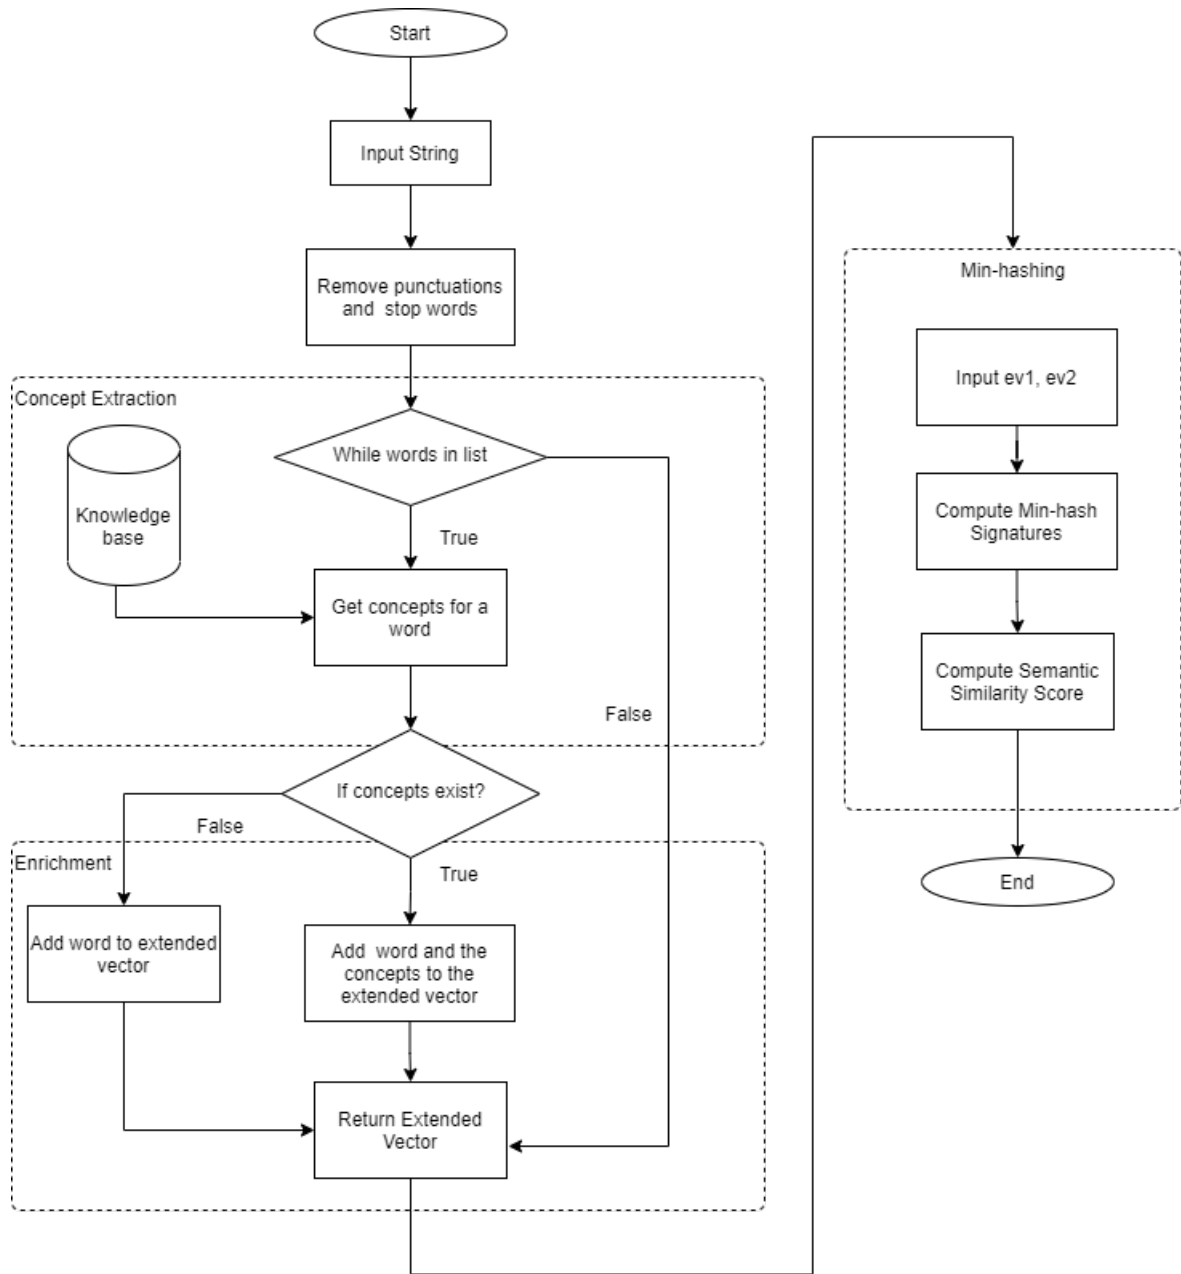 Start
Input String
Remove punctuations
and stop words
Concept Extraction
While words in list
Knowledge
base
True
Get concepts for a
word
False
If concepts exist?
False
Enrichment
True
Add word to extended
vector
Add word and the
concepts to the
extended vector
Return Extended
Vector
Min-hashing
Input ev1, ev2
Compute Min-hash
Signatures
Compute Semantic
Similarity Score
End